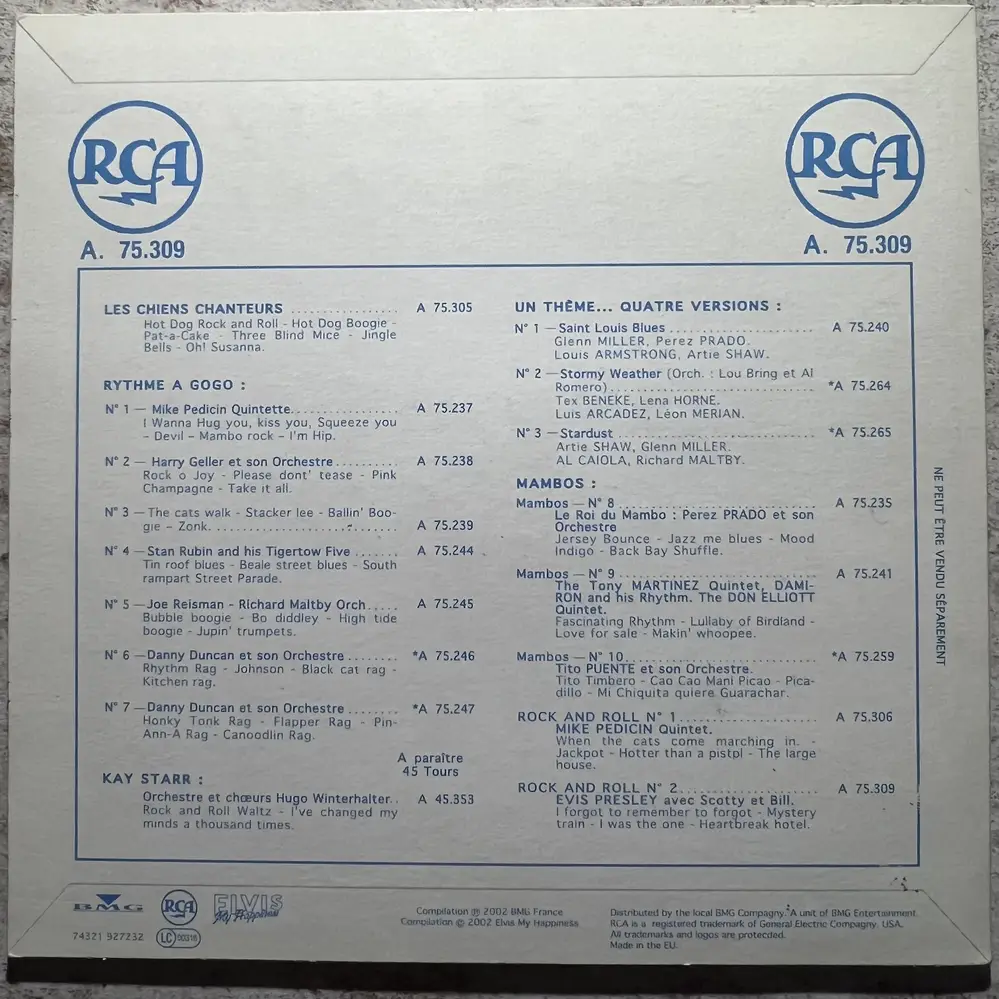 RCA
A. 75.309
RCA
A. 75.309
LES CHIENS CHANTEURS ............... A 75.305
Hot Dog Rock and Roll - Hot Dog Boogie -
Pat-a-Cake - Three Blind Mice - Jingle
Bells - Oh! Susanna.
RYTHME A GOGO :
N° 1 — Mike Pedicin Quintette............... A 75.237
I Wanna Hug you, kiss you, Squeeze you
- Devil - Mambo rock - I'm Hip.
N° 2 — Harry Geller et son Orchestre.......... A 75.238
Rock o Joy - Please dont' tease - Pink
Champagne - Take it all.
N° 3 — The cats walk - Stacker lee - Ballin' Boo-
gie - Zonk............................ A 75.239
N° 4 — Stan Rubin and his Tigertow Five ....... A 75.244
Tin roof blues - Beale street blues - South
rampart Street Parade.
N° 5 — Joe Reisman - Richard Maltby Orch..... A 75.245
Bubble boogie - Bo diddley - High tide
boogie - Jupin' trumpets.
N° 6 — Danny Duncan et son Orchestre ........ *A 75.246
Rhythm Rag - Johnson - Black cat rag -
Kitchen rag.
N° 7 — Danny Duncan et son Orchestre ........ *A 75.247
Honky Tonk Rag - Flapper Rag - Pin-
Ann-A Rag - Canoodlin Rag.
A paraître
45 Tours
KAY STARR :
Orchestre et chœurs Hugo Winterhalter.. A 45.353
Rock and Roll Waltz - I've changed my
minds a thousand times.
UN THÊME... QUATRE VERSIONS :
N° 1 — Saint Louis Blues .................... A 75.240
Glenn MILLER, Perez PRADO.
Louis ARMSTRONG, Artie SHAW.
N° 2 — Stormy Weather (Orch. : Lou Bring et Al
Romero)............................ *A 75.264
Tex BENEKE, Lena HORNE.
Luis ARCADEZ, Léon MERIAN.
N° 3 — Stardust ............................ *A 75.265
Artie SHAW, Glenn MILLER.
AL CAIOLA, Richard MALTBY.
MAMBOS :
Mambos — N° 8 ............................ A 75.235
Le Roi du Mambo : Perez PRADO et son
Orchestre
Jersey Bounce - Jazz me blues - Mood
Indigo - Back Bay Shuffle.
Mambos — N° 9 ............................ A 75.241
The Tony MARTINEZ Quintet, DAMI-
RON and his Rhythm. The DON ELLIOTT
Quintet.
Fascinating Rhythm - Lullaby of Birdland -
Love for sale - Makin' whoopee.
Mambos — N° 10............................ *A 75.259
Tito PUENTE et son Orchestre.
Tito Timbero - Cao Cao Mani Picao - Pica-
dillo - Mi Chiquita quiere Guarachar.
ROCK AND ROLL N° 1.................... A 75.306
MIKE PEDICIN Quintet.
When the cats come marching in. -
Jackpot - Hotter than a pistpl - The large
house.
ROCK AND ROLL N° 2.................... A 75.309
EVIS PRESLEY avec Scotty et Bill.
I forgot to remember to forgot - Mystery
train - I was the one - Heartbreak hotel.
NE PEUT ÊTRE VENDU SÉPAREMENT
BMG
RCA
ELVIS
My Happiness
74321 927232
LC 00316
Compilation ℗ 2002 BMG France
Compilation © 2002 Elvis My Happiness
Distributed by the local BMG Compagny. A unit of BMG Entertainment.
RCA is a registered trademark of General Electric Compagny. USA.
All trademarks and logos are protected.
Made in the EU.